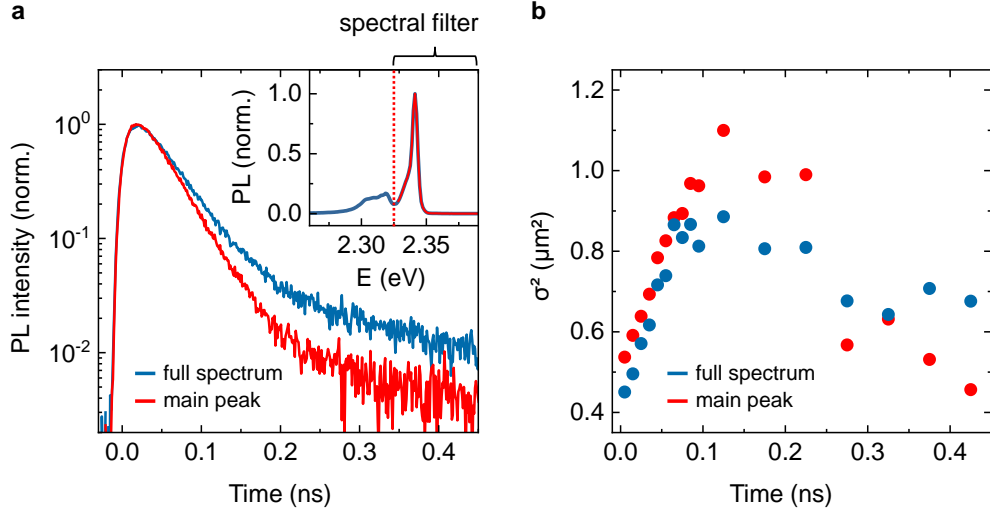 a
spectral filter
PL intensity (norm.)
10⁰
10⁻¹
10⁻²
0.0 0.1 0.2 0.3 0.4
Time (ns)
full spectrum
main peak
PL (norm.)
1.0
0.5
0.0
2.30 2.35
E (eV)
b
σ² (µm²)
1.2
1.0
0.8
0.6
0.4
0.0 0.1 0.2 0.3 0.4
Time (ns)
full spectrum
main peak